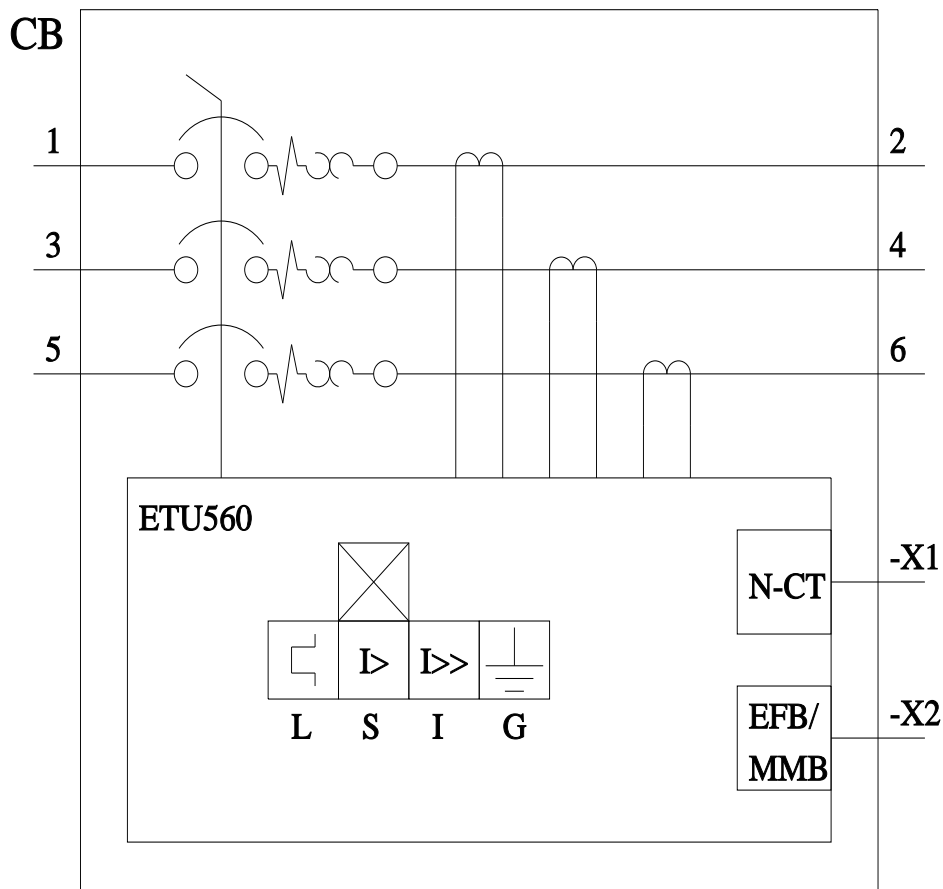 CB
1 2
3 4
5 6
ETU560
-X1
N-CT
I> I>>
L S I G
EFB/ -X2
MMB